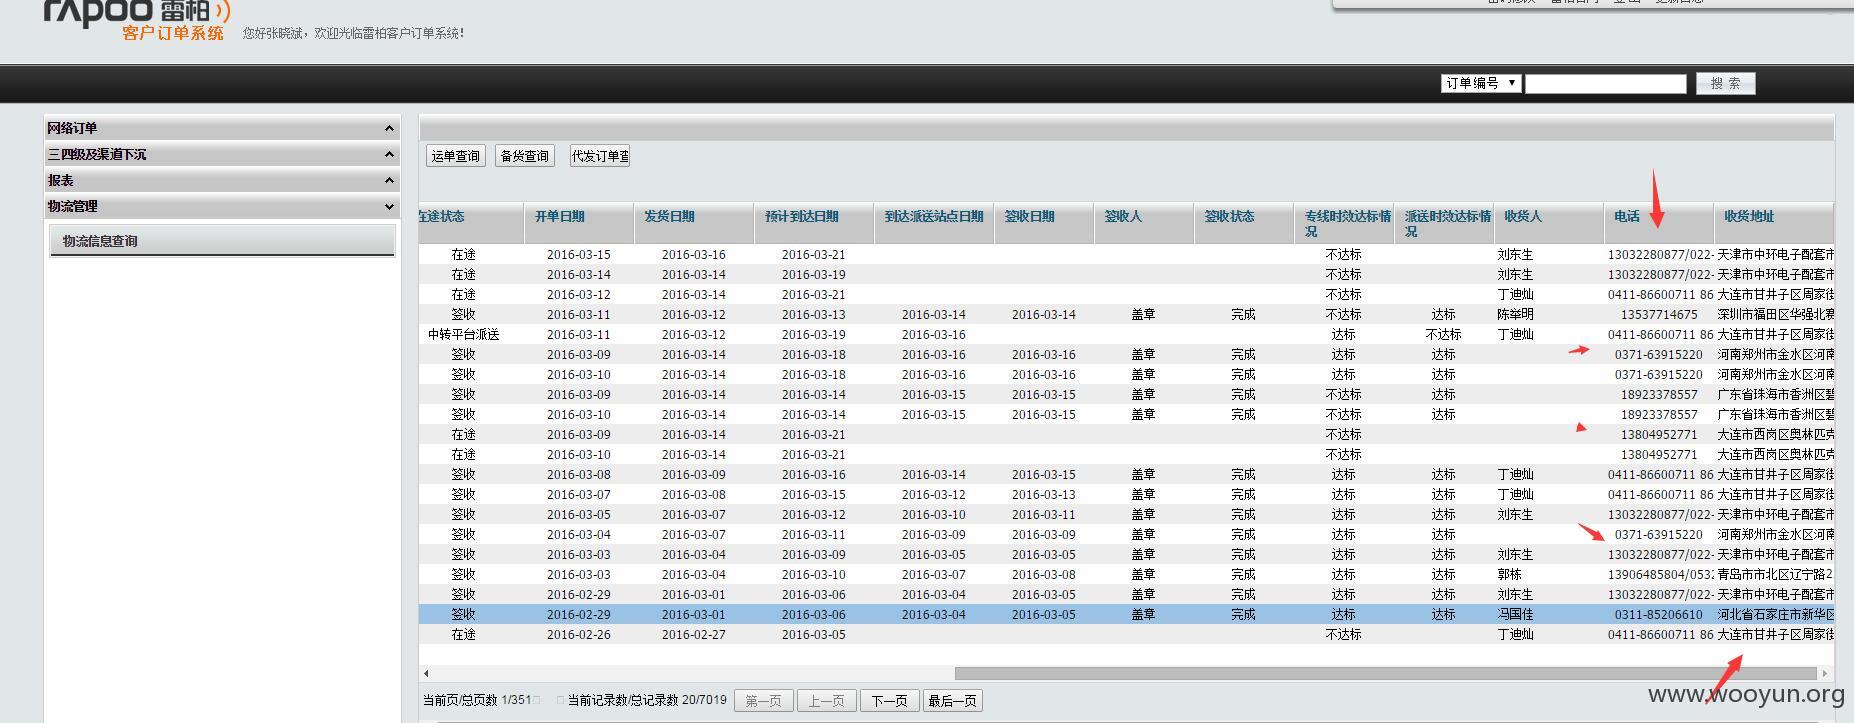 rapoo 雷柏
客户订单系统 您好张晓斌，欢迎光临雷柏客户订单系统!
订单编号 搜 索
网络订单
三四级及渠道下沉
报表
物流管理
物流信息查询
运单查询 备货查询 代发订单查
在途状态 开单日期 发货日期 预计到达日期 到达派送站点日期 签收日期 签收人 签收状态 专线时效达标情况 派送时效达标情况 收货人 电话 收货地址
在途 2016-03-15 2016-03-16 2016-03-21 不达标 刘东生 13032280877/022- 天津市中环电子配套市
在途 2016-03-14 2016-03-14 2016-03-19 不达标 刘东生 13032280877/022- 天津市中环电子配套市
在途 2016-03-12 2016-03-14 2016-03-21 不达标 丁迪灿 0411-86600711 86 大连市甘井子区周家街
签收 2016-03-11 2016-03-12 2016-03-13 2016-03-14 2016-03-14 盖章 完成 不达标 达标 陈举明 13537714675 深圳市福田区华强北赛
中转平台派送 2016-03-11 2016-03-12 2016-03-19 2016-03-16 达标 不达标 丁迪灿 0411-86600711 86 大连市甘井子区周家街
签收 2016-03-09 2016-03-14 2016-03-18 2016-03-16 2016-03-16 盖章 完成 达标 达标 0371-63915220 河南郑州市金水区河南
签收 2016-03-10 2016-03-14 2016-03-18 2016-03-16 2016-03-16 盖章 完成 达标 达标 0371-63915220 河南郑州市金水区河南
签收 2016-03-09 2016-03-14 2016-03-14 2016-03-15 2016-03-15 盖章 完成 不达标 达标 18923378557 广东省珠海市香洲区碧
签收 2016-03-10 2016-03-14 2016-03-14 2016-03-15 2016-03-15 盖章 完成 不达标 达标 18923378557 广东省珠海市香洲区碧
在途 2016-03-09 2016-03-14 2016-03-21 不达标 13804952771 大连市西岗区奥林匹克
在途 2016-03-10 2016-03-14 2016-03-21 不达标 13804952771 大连市西岗区奥林匹克
签收 2016-03-08 2016-03-09 2016-03-16 2016-03-14 2016-03-15 盖章 完成 达标 达标 丁迪灿 0411-86600711 86 大连市甘井子区周家街
签收 2016-03-07 2016-03-08 2016-03-15 2016-03-12 2016-03-13 盖章 完成 达标 达标 丁迪灿 0411-86600711 86 大连市甘井子区周家街
签收 2016-03-05 2016-03-07 2016-03-12 2016-03-10 2016-03-11 盖章 完成 达标 达标 刘东生 13032280877/022- 天津市中环电子配套市
签收 2016-03-04 2016-03-07 2016-03-11 2016-03-09 2016-03-09 盖章 完成 达标 达标 0371-63915220 河南郑州市金水区河南
签收 2016-03-03 2016-03-04 2016-03-09 2016-03-05 2016-03-05 盖章 完成 达标 达标 刘东生 13032280877/022- 天津市中环电子配套市
签收 2016-03-03 2016-03-04 2016-03-10 2016-03-07 2016-03-08 盖章 完成 达标 达标 郭栋 13906485804/0532 青岛市市北区辽宁路2
签收 2016-02-29 2016-03-01 2016-03-06 2016-03-04 2016-03-05 盖章 完成 达标 达标 刘东生 13032280877/022- 天津市中环电子配套市
签收 2016-02-29 2016-03-01 2016-03-06 2016-03-04 2016-03-05 盖章 完成 达标 达标 冯国佳 0311-85206610 河北省石家庄市新华区
在途 2016-02-26 2016-02-27 2016-03-05 不达标 丁迪灿 0411-86600711 86 大连市甘井子区周家街
当前页/总页数 1/351 当前记录数/总记录数 20/7019 第一页 上一页 下一页 最后一页
www.wooyun.org